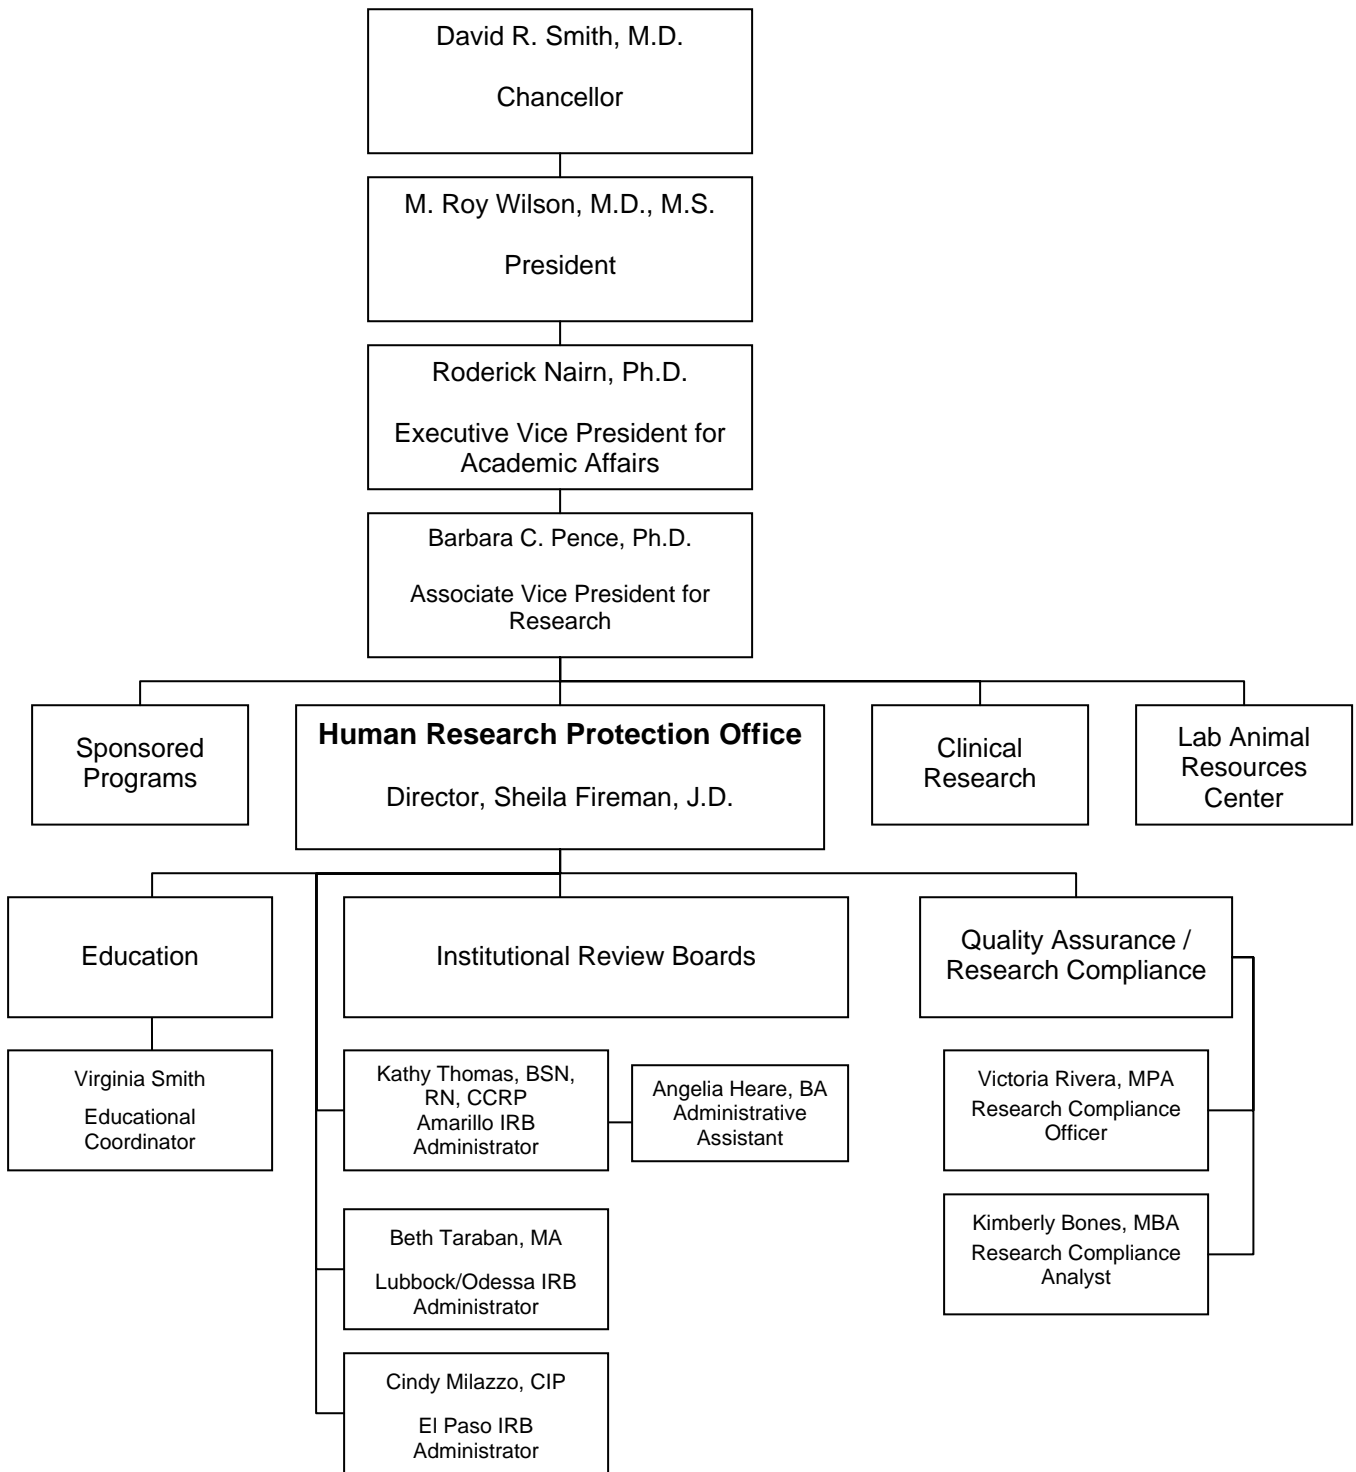 David R. Smith, M.D.
Chancellor
M. Roy Wilson, M.D., M.S.
President
Roderick Nairn, Ph.D.
Executive Vice President for
Academic Affairs
Barbara C. Pence, Ph.D.
Associate Vice President for
Research
Sponsored
Programs
Human Research Protection Office
Director, Sheila Fireman, J.D.
Clinical
Research
Lab Animal
Resources
Center
Education
Institutional Review Boards
Quality Assurance /
Research Compliance
Virginia Smith
Educational
Coordinator
Kathy Thomas, BSN,
RN, CCRP
Amarillo IRB
Administrator
Angelia Heare, BA
Administrative
Assistant
Victoria Rivera, MPA
Research Compliance
Officer
Beth Taraban, MA
Lubbock/Odessa IRB
Administrator
Kimberly Bones, MBA
Research Compliance
Analyst
Cindy Milazzo, CIP
El Paso IRB
Administrator